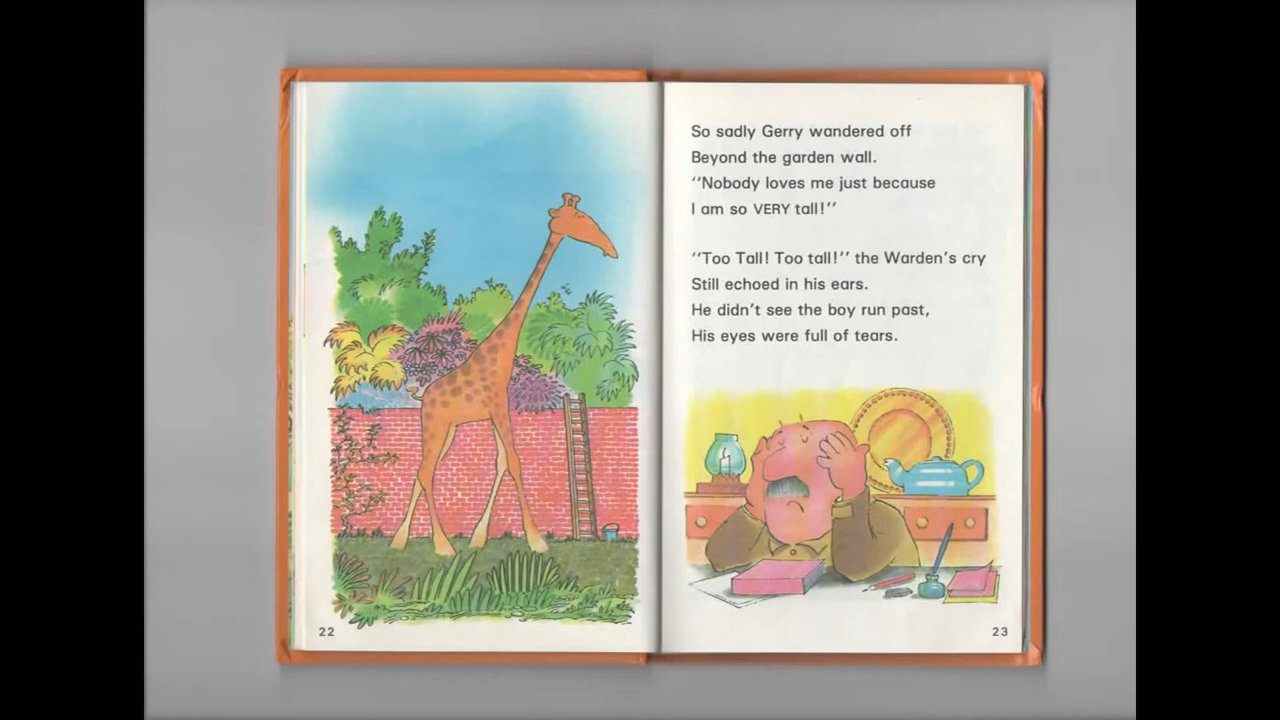 So sadly Gerry wandered off
Beyond the garden wall.
‘‘Nobody loves me just because
I am so VERY tall!’’
‘‘Too Tall! Too tall!’’ the Warden's cry
Still echoed in his ears.
He didn't see the boy run past,
His eyes were full of tears.
22
23